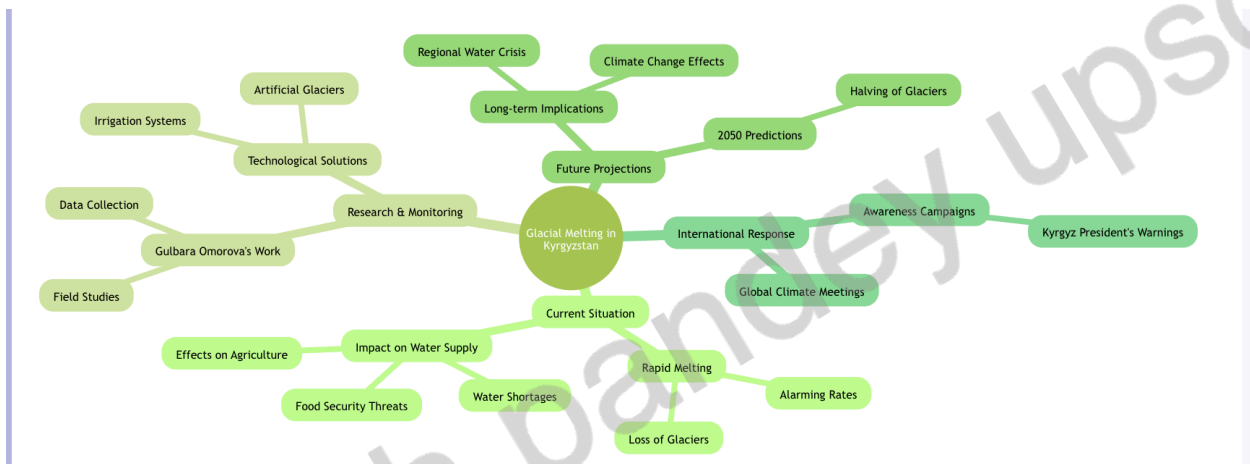 Regional Water Crisis
Climate Change Effects
Long-term Implications
Halving of Glaciers
2050 Predictions
Future Projections
Artificial Glaciers
Irrigation Systems
Technological Solutions
Data Collection
Research & Monitoring
Gulbara Omorova's Work
Field Studies
Glacial Melting in
Kyrgyzstan
International Response
Awareness Campaigns
Kyrgyz President's Warnings
Global Climate Meetings
Current Situation
Impact on Water Supply
Effects on Agriculture
Food Security Threats
Water Shortages
Rapid Melting
Alarming Rates
Loss of Glaciers
pandey upsc